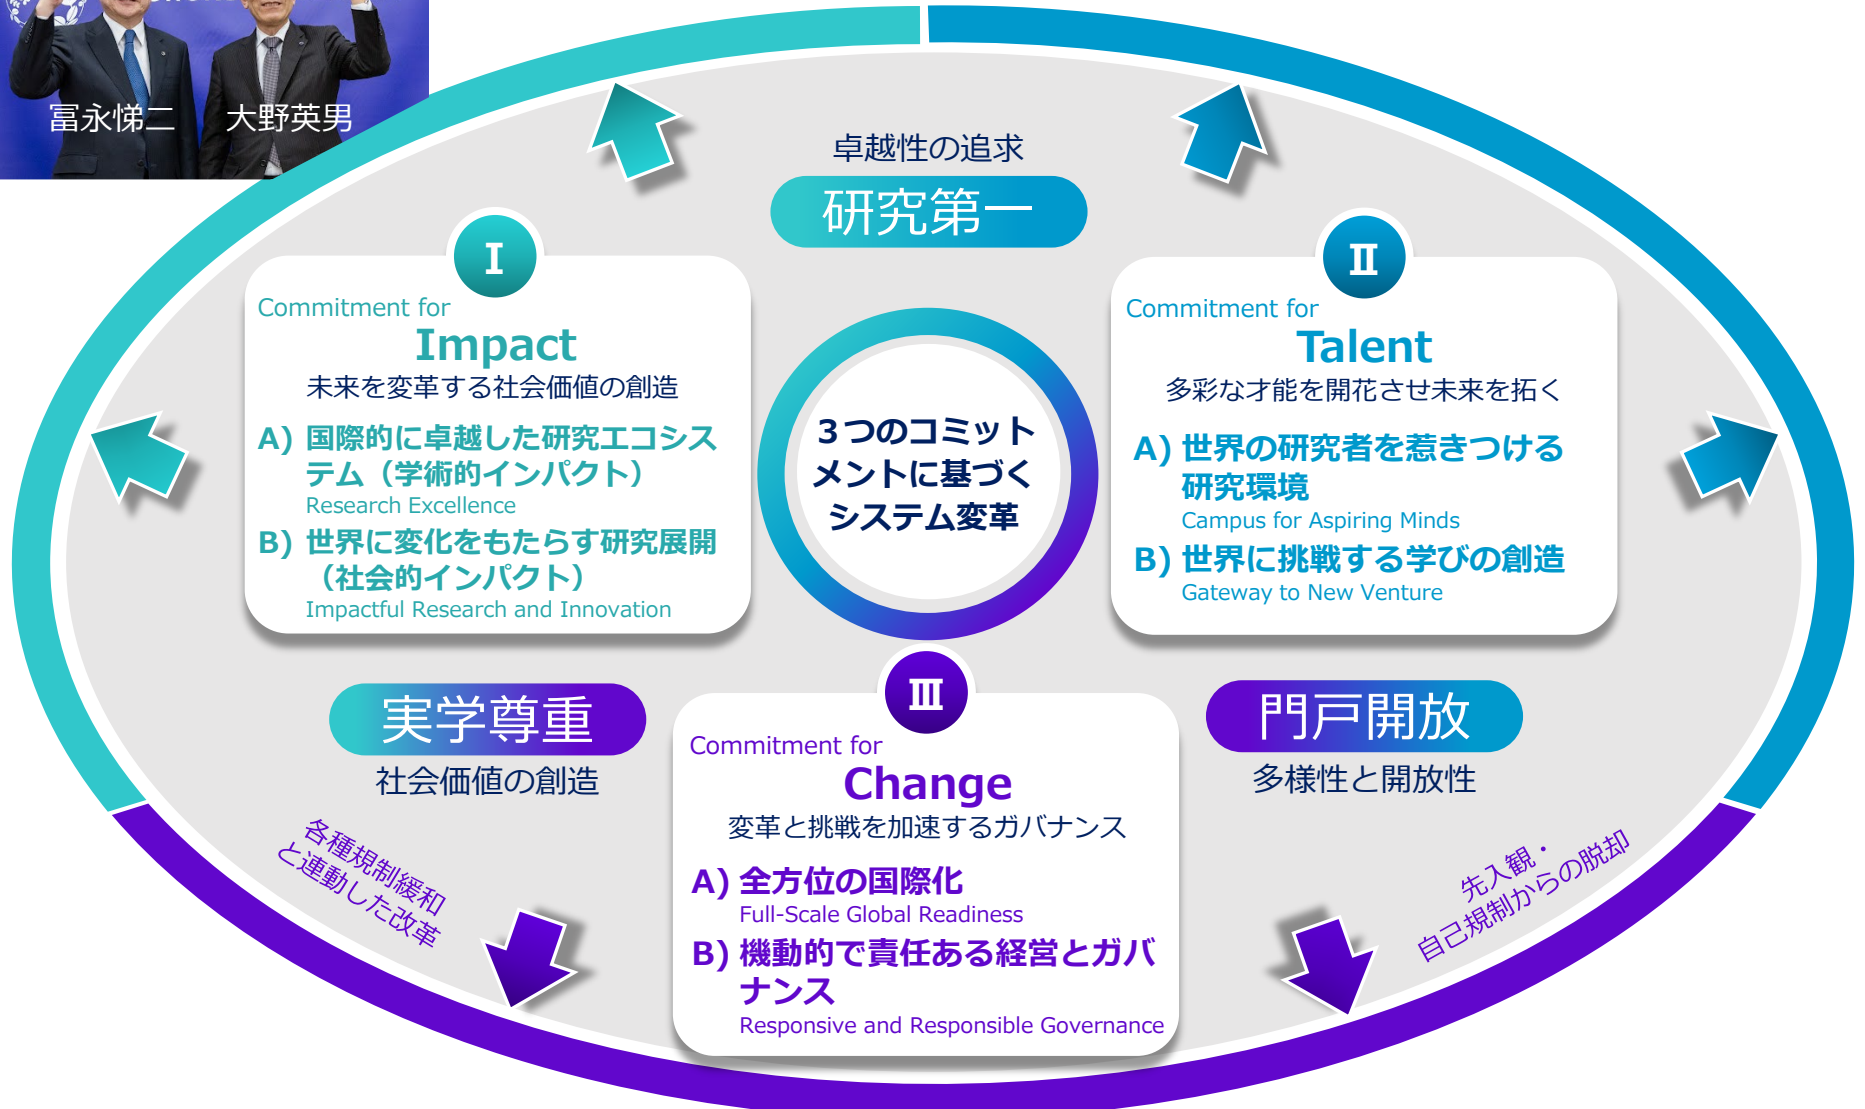 冨永悌二
大野英男
卓越性の追求
研究第一
I
Commitment for
Impact
未来を変革する社会価値の創造
A) 国際的に卓越した研究エコシス
テム（学術的インパクト）
Research Excellence
B) 世界に変化をもたらす研究展開
（社会的インパクト）
Impactful Research and Innovation
３つのコミット
メントに基づく
システム変革
II
Commitment for
Talent
多彩な才能を開花させ未来を拓く
A) 世界の研究者を惹きつける
研究環境
Campus for Aspiring Minds
B) 世界に挑戦する学びの創造
Gateway to New Venture
実学尊重
社会価値の創造
門戸開放
多様性と開放性
III
Commitment for
Change
変革と挑戦を加速するガバナンス
A) 全方位の国際化
Full-Scale Global Readiness
B) 機動的で責任ある経営とガバ
ナンス
Responsive and Responsible Governance
各種規制緩和
と連動した改革
先入観・
自己規制からの脱却